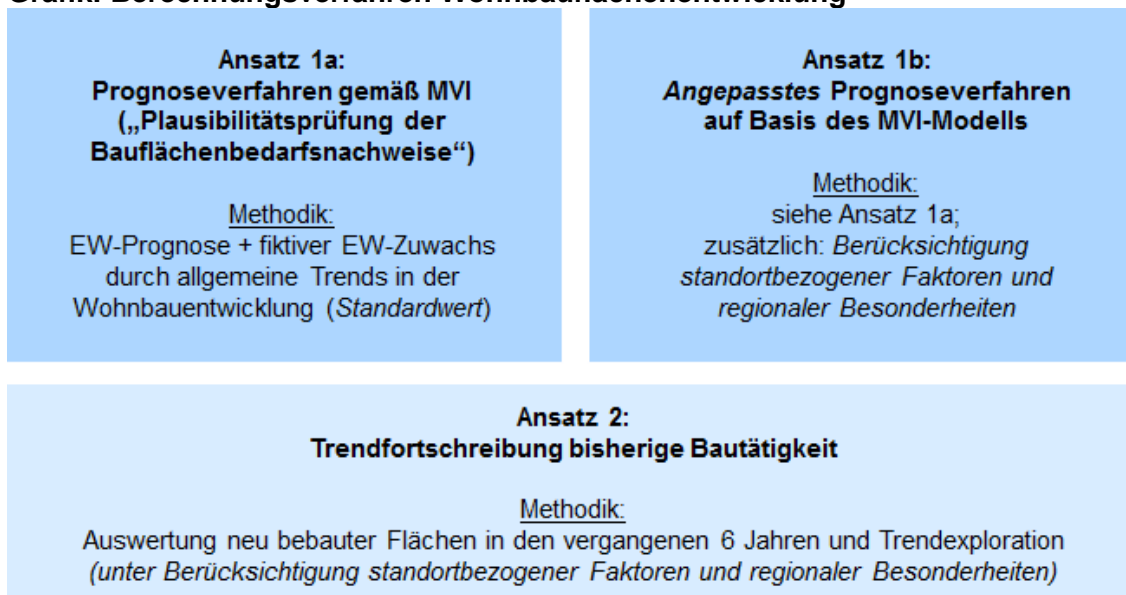 Grafik: Berechnungsverfahren Wohnbauflächenentwicklung
Ansatz 1a:
Prognoseverfahren gemäß MVI
(„Plausibilitätsprüfung der
Bauflächenbedarfsnachweise“)
Methodik:
EW-Prognose + fiktiver EW-Zuwachs
durch allgemeine Trends in der
Wohnbauentwicklung (Standardwert)
Ansatz 1b:
Angepasstes Prognoseverfahren
auf Basis des MVI-Modells
Methodik:
siehe Ansatz 1a;
zusätzlich: Berücksichtigung
standortbezogener Faktoren und
regionaler Besonderheiten
Ansatz 2:
Trendfortschreibung bisherige Bautätigkeit
Methodik:
Auswertung neu bebauter Flächen in den vergangenen 6 Jahren und Trendexploration
(unter Berücksichtigung standortbezogener Faktoren und regionaler Besonderheiten)